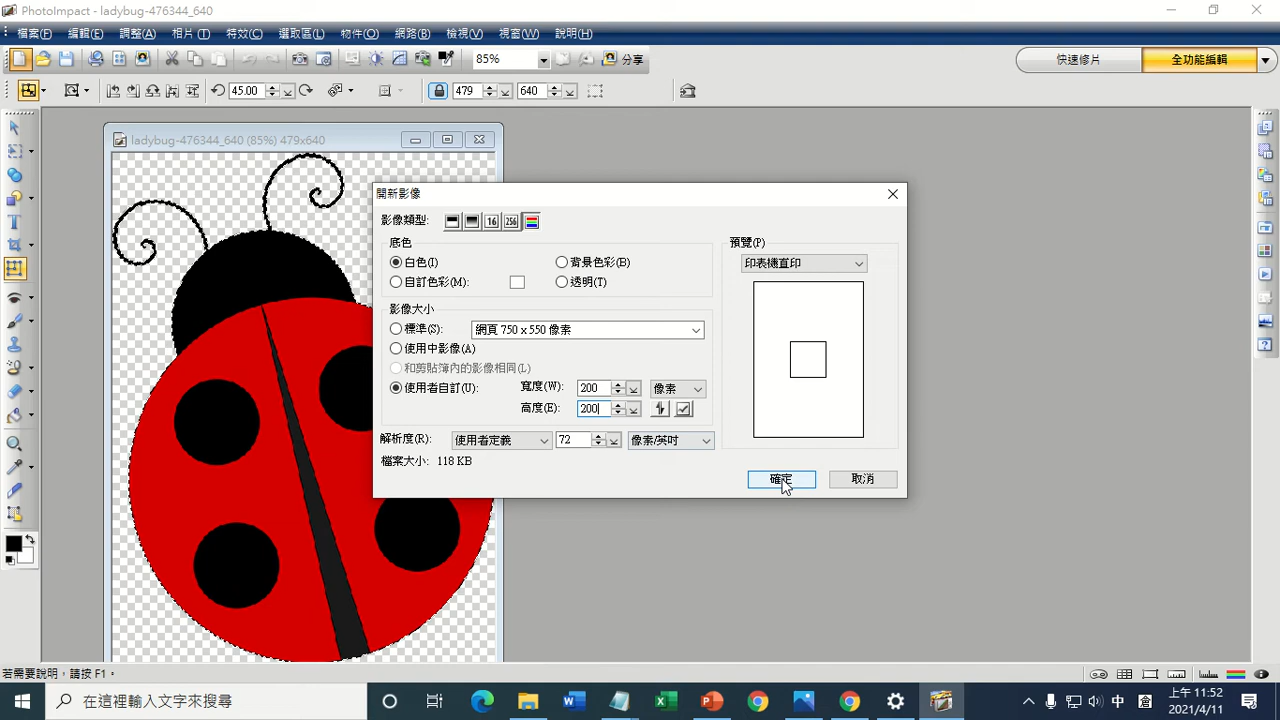 PhotoImpact - ladybug-476344_640
檔案(F) 編輯(E) 調整(A) 相片(T) 特效(C) 選取區(L) 物件(O) 網路(B) 檢視(V) 視窗(W) 說明(H)
85% 分享 快速修片 全功能編輯
45.00 479 640
ladybug-476344_640 (85%) 479x640
開新影像
影像類型: 16 256
底色
白色(I) 背景色彩(B)
自訂色彩(M): 透明(T)
影像大小
標準(S): 網頁 750 x 550 像素
使用中影像(A)
和剪貼簿內的影像相同(L)
使用者自訂(U): 寬度(W): 200 像素
高度(E): 200
解析度(R): 使用者定義 72 像素/英吋
檔案大小: 118 KB
預覽(P)
印表機直印
確定 取消
若需要說明，請按 F1。
在這裡輸入文字來搜尋
中 上午 11:52
2021/4/11